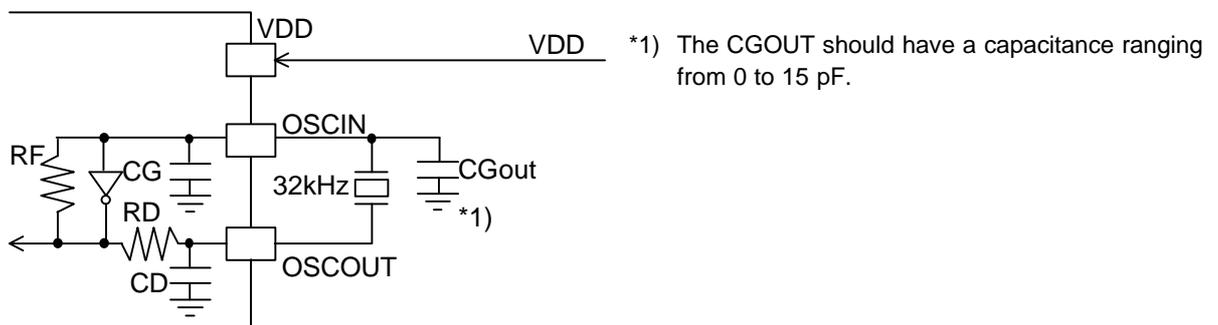 VDD
VDD
*1) The CGOUT should have a capacitance ranging
from 0 to 15 pF.
OSCIN
RF
CG
32kHz
CGout
*1)
RD
OSCOUT
CD